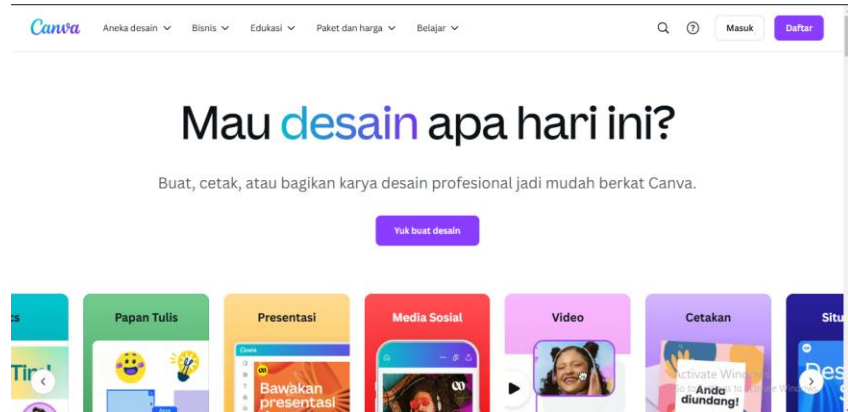 Canva
Aneka desain Bisnis Edukasi Paket dan harga Belajar Masuk Daftar
Mau desain apa hari ini?
Buat, cetak, atau bagikan karya desain profesional jadi mudah berkat Canva.
Yuk buat desain
Papan Tulis Presentasi Media Sosial Video Cetakan Situ
Canva
Bawakan
presentasi
Activate Windows
Anda
diundang!